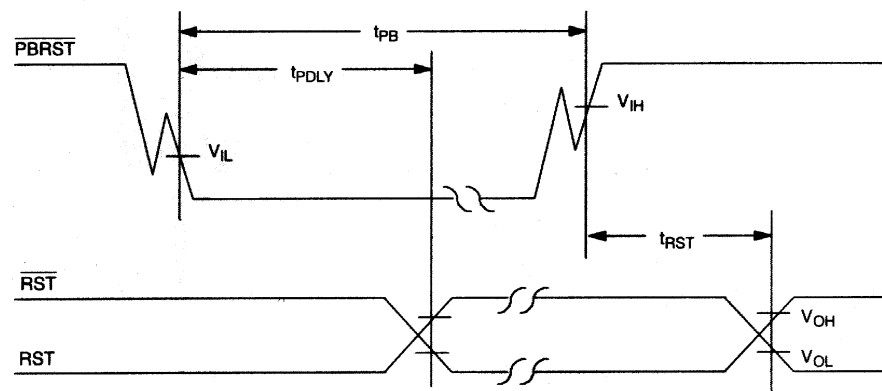 tPB
PBRST
tPDLY
VIH
VIL
tRST
RST
VOH
RST
VOL